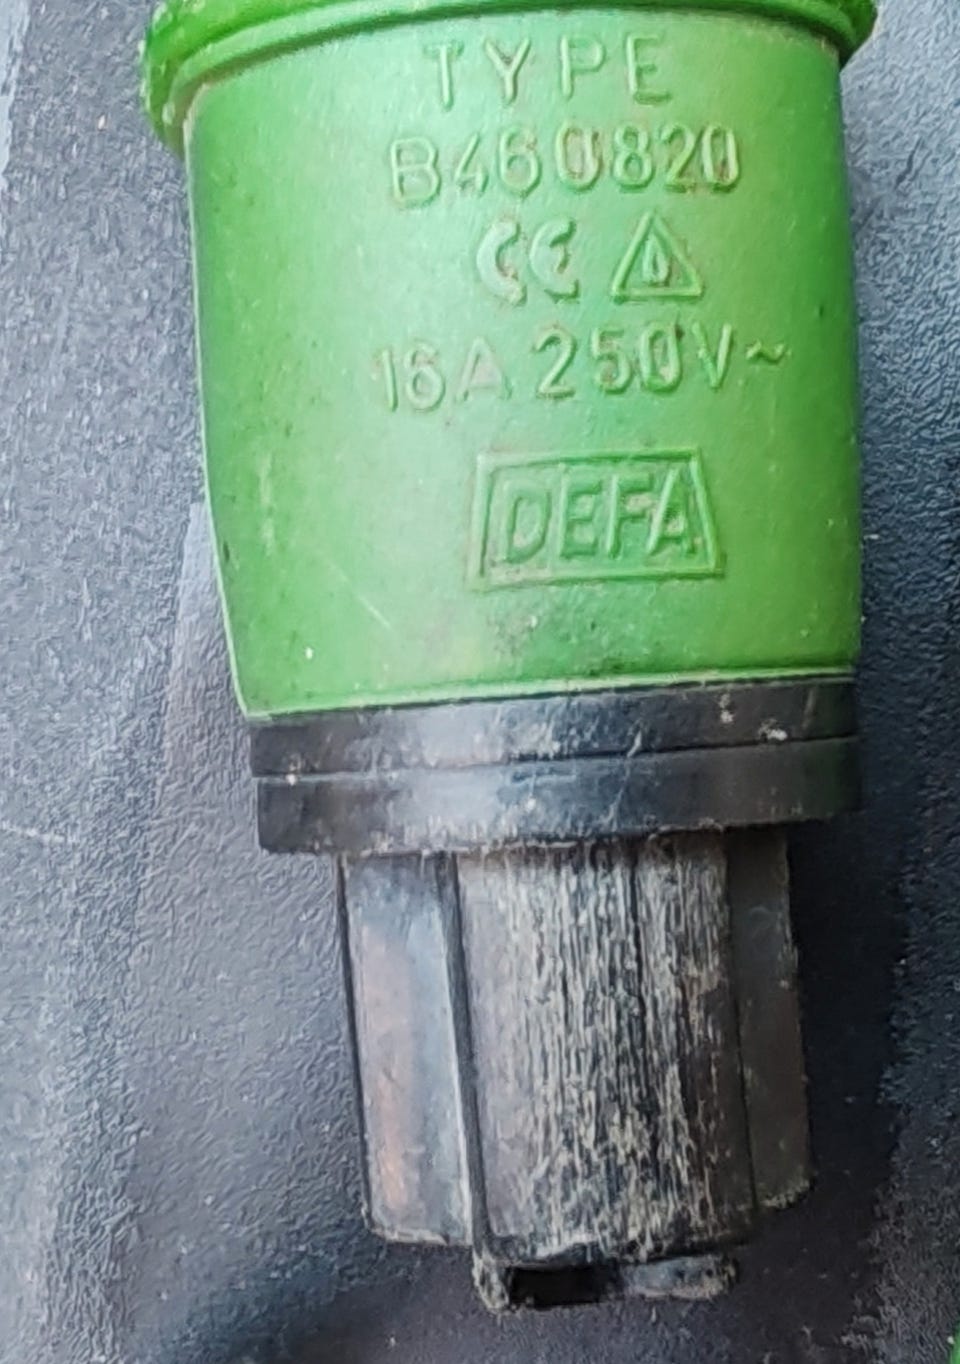 TYPE
B460820
CE
16A 250V~
DEFA